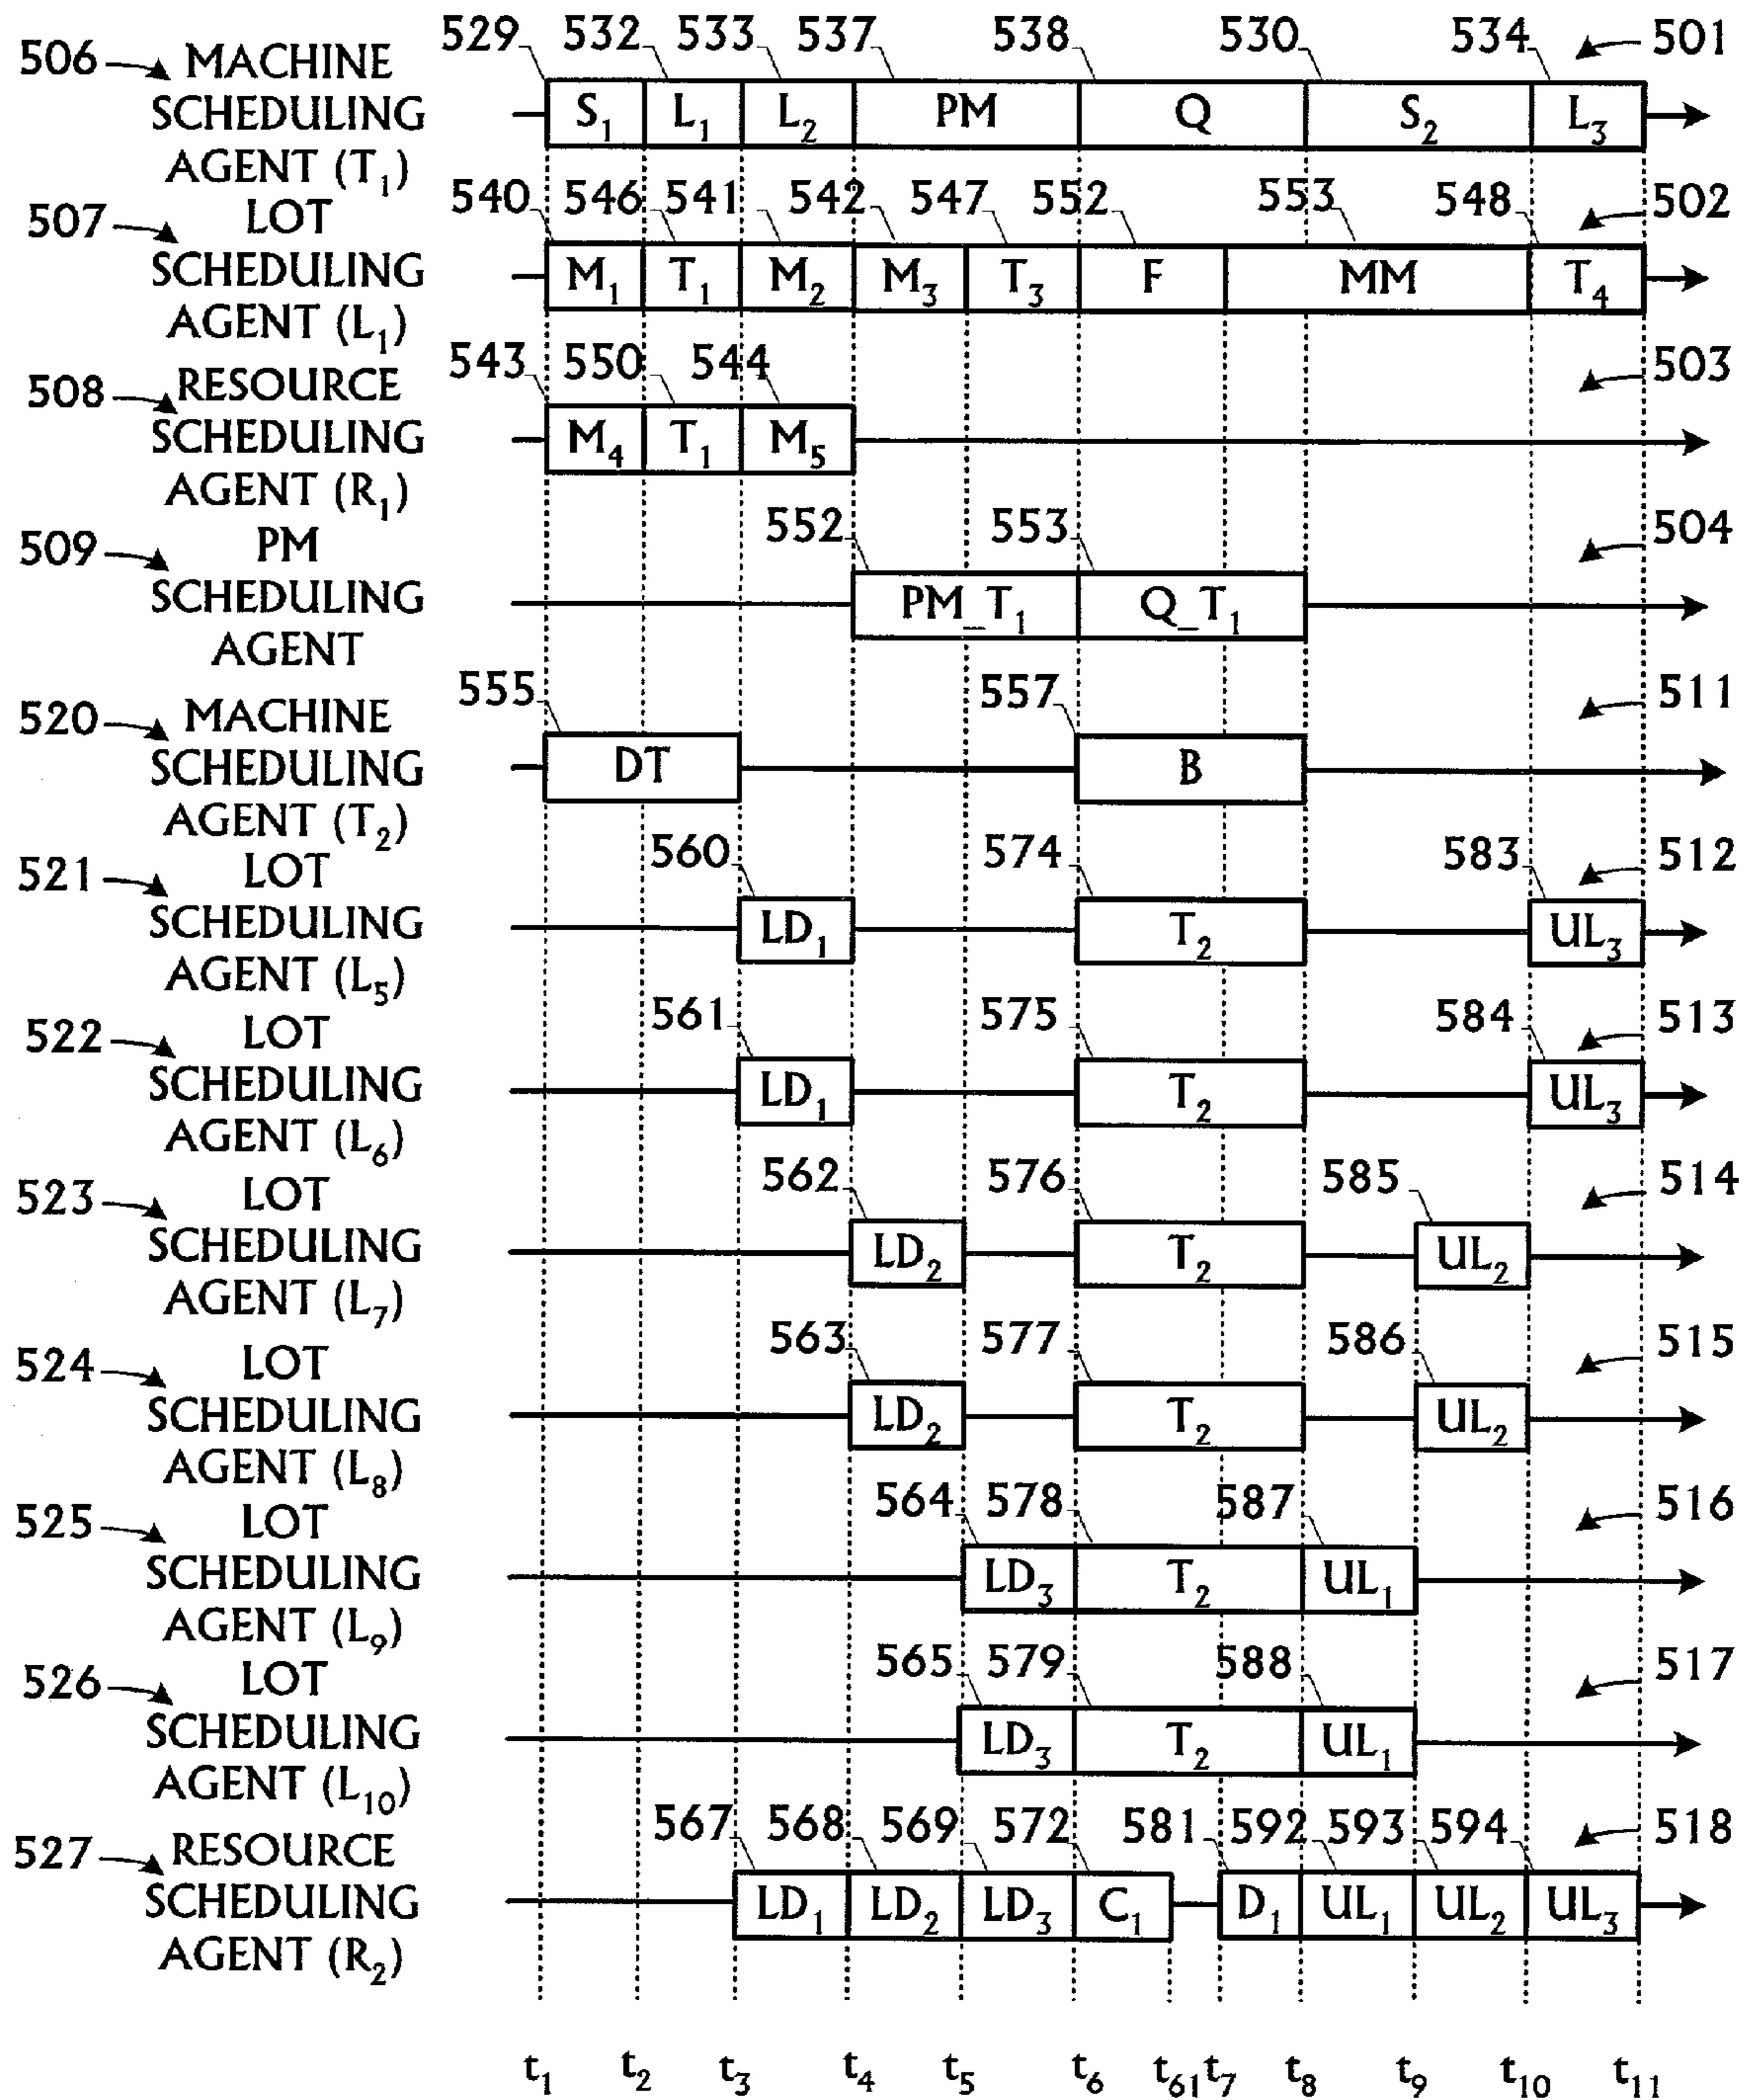 529 532 533 537 538 530 534 501
506 MACHINE SCHEDULING AGENT (T1)
S1 L1 L2 PM Q S2 L3
540 546 541 542 547 552 553 548 502
507 LOT SCHEDULING AGENT (L1)
M1 T1 M2 M3 T3 F MM T4
543 550 544 503
508 RESOURCE SCHEDULING AGENT (R1)
M4 T1 M5
552 553 504
509 PM SCHEDULING AGENT
PM_T1 Q_T1
555 557 511
520 MACHINE SCHEDULING AGENT (T2)
DT B
560 574 583 512
521 LOT SCHEDULING AGENT (L5)
LD1 T2 UL3
561 575 584 513
522 LOT SCHEDULING AGENT (L6)
LD1 T2 UL3
562 576 585 514
523 LOT SCHEDULING AGENT (L7)
LD2 T2 UL2
563 577 586 515
524 LOT SCHEDULING AGENT (L8)
LD2 T2 UL2
564 578 587 516
525 LOT SCHEDULING AGENT (L9)
LD3 T2 UL1
565 579 588 517
526 LOT SCHEDULING AGENT (L10)
LD3 T2 UL1
567 568 569 572 581 592 593 594 518
527 RESOURCE SCHEDULING AGENT (R2)
LD1 LD2 LD3 C1 D1 UL1 UL2 UL3
t1 t2 t3 t4 t5 t6 t61 t7 t8 t9 t10 t11